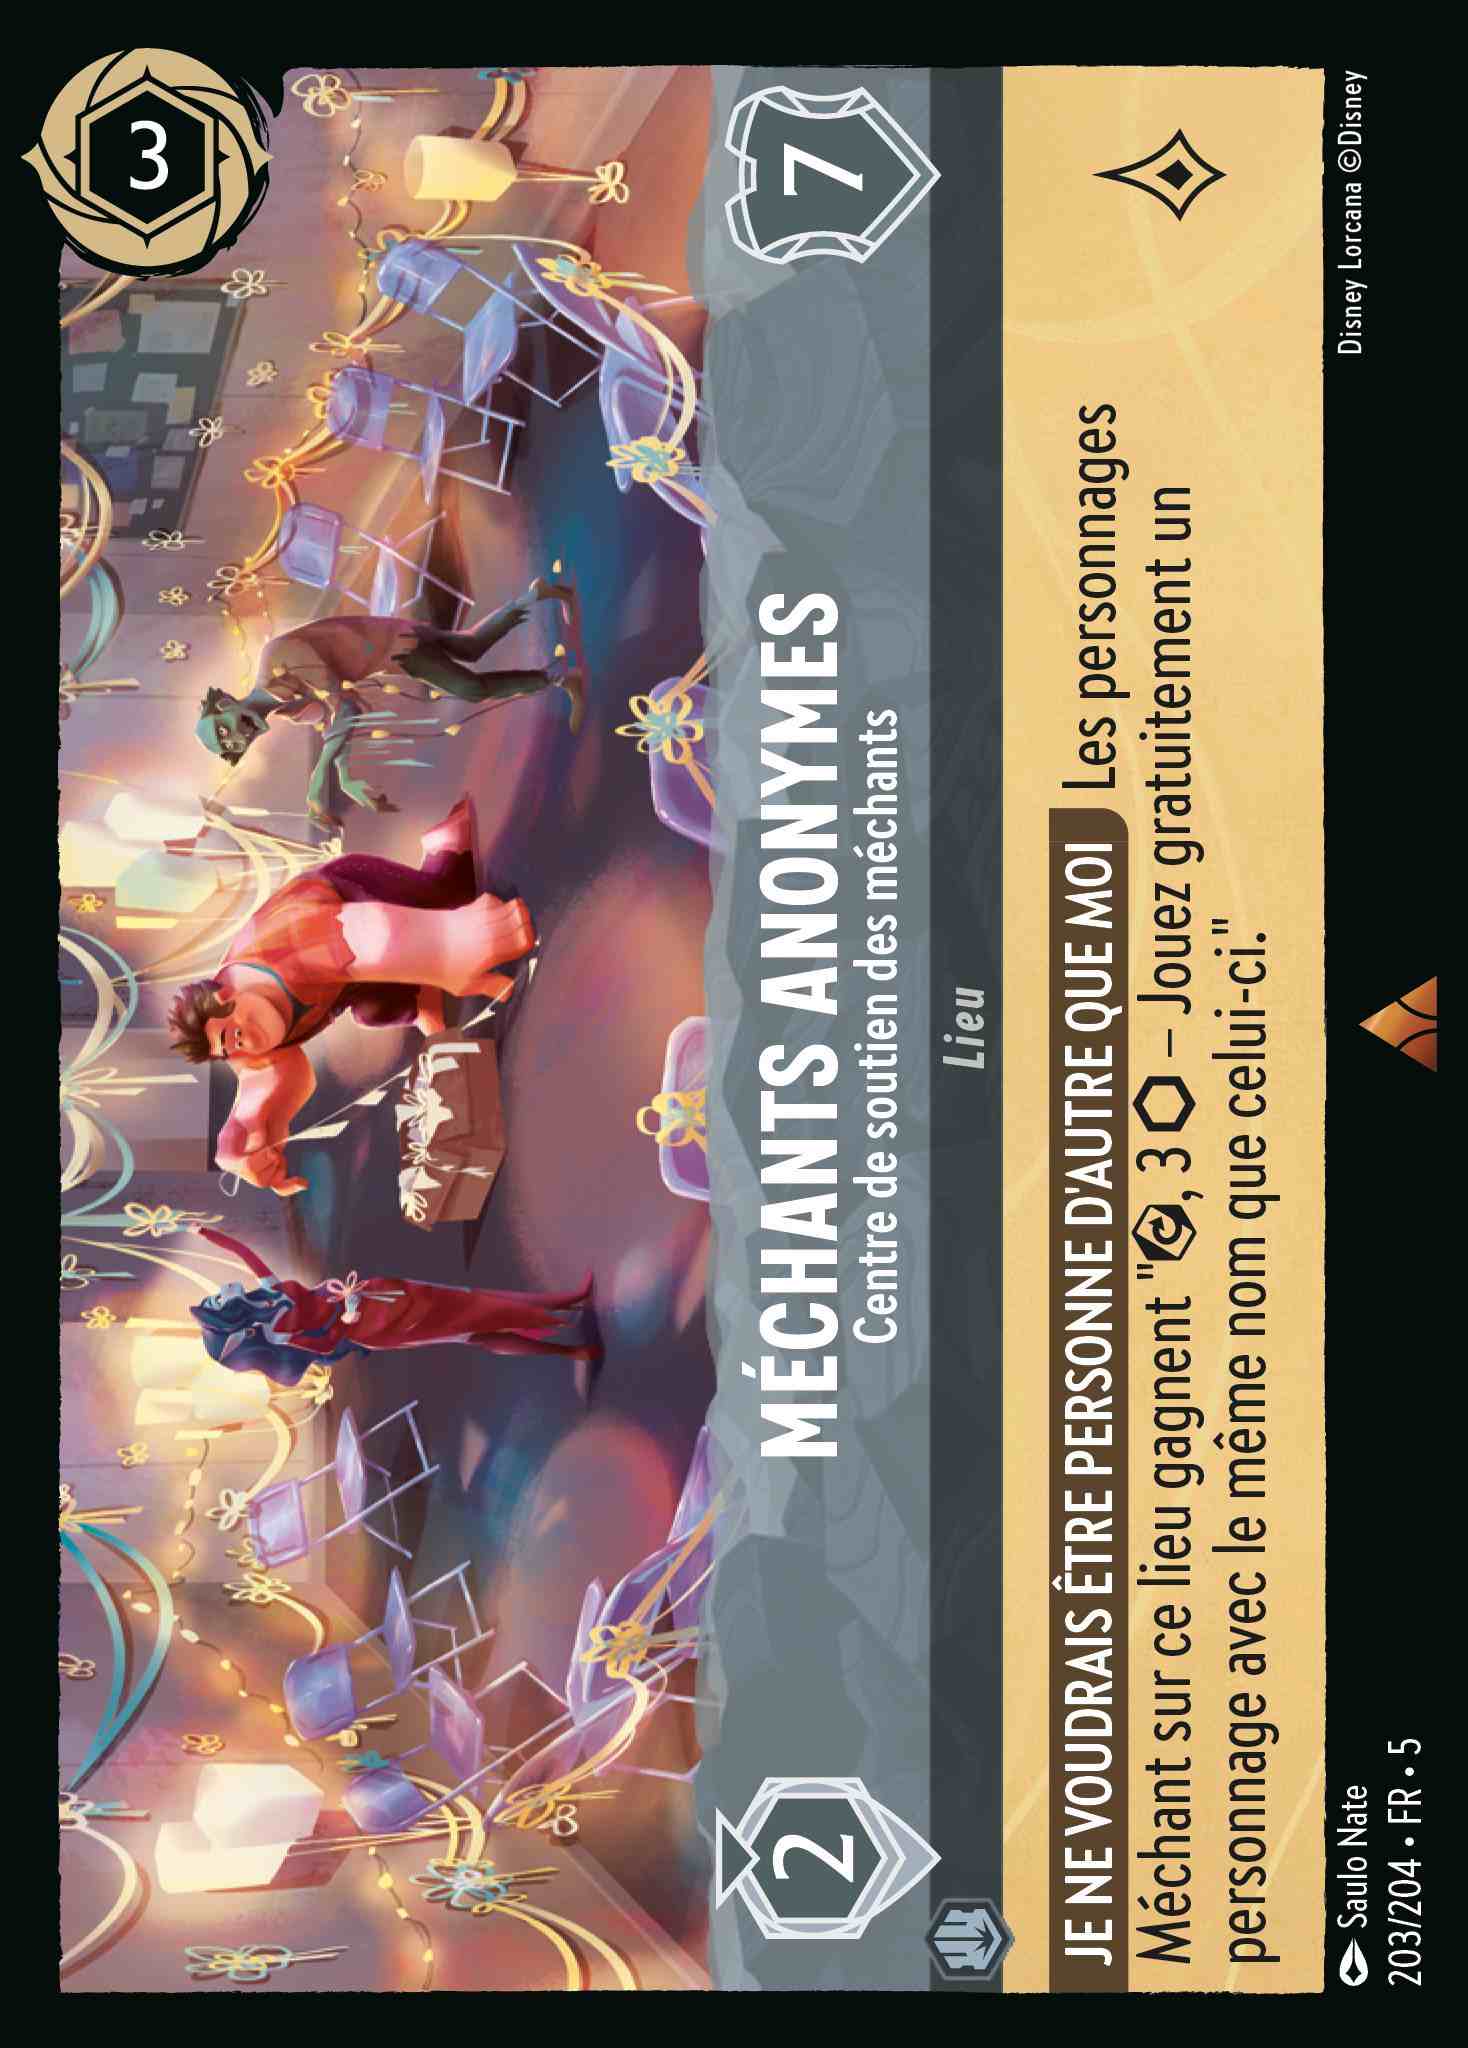 3
MÉCHANTS ANONYMES
Centre de soutien des méchants
2
7
Lieu
JE NE VOUDRAIS ÊTRE PERSONNE D'AUTRE QUE MOI Les personnages
Méchant sur ce lieu gagnent "⟳, 3 ⬡ – Jouez gratuitement un
personnage avec le même nom que celui-ci."
Saulo Nate
203/204 • FR • 5
Disney Lorcana ©Disney